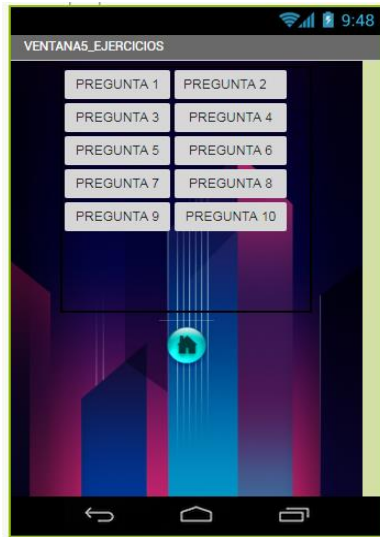 9:48
VENTANA5_EJERCICIOS
PREGUNTA 1 PREGUNTA 2
PREGUNTA 3 PREGUNTA 4
PREGUNTA 5 PREGUNTA 6
PREGUNTA 7 PREGUNTA 8
PREGUNTA 9 PREGUNTA 10